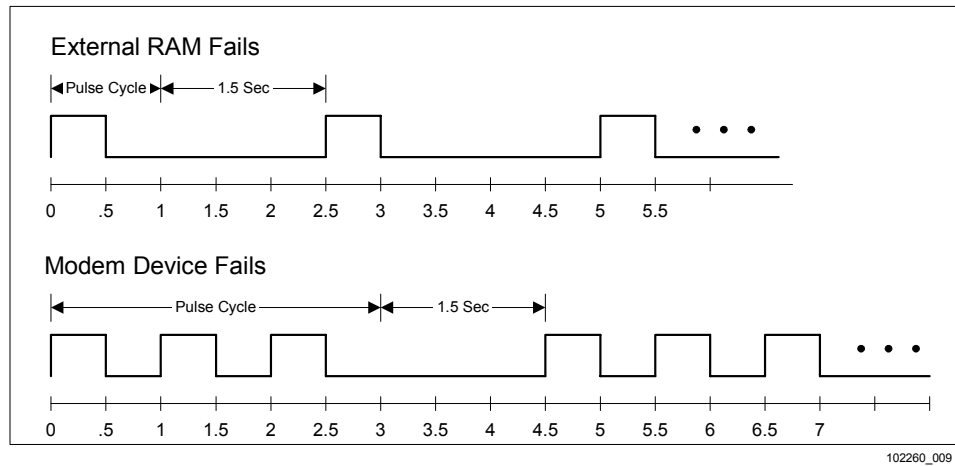 External RAM Fails
Pulse Cycle 1.5 Sec
0 .5 1 1.5 2 2.5 3 3.5 4 4.5 5 5.5
Modem Device Fails
Pulse Cycle 1.5 Sec
0 .5 1 1.5 2 2.5 3 3.5 4 4.5 5 5.5 6 6.5 7
102260_009